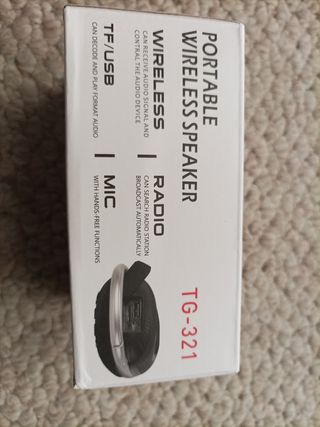 PORTABLE
WIRELESS SPEAKER
TG-321
WIRELESS
CAN RECEIVE AUDIO SIGNAL AND
CONTRAL THE AUDIO DEVICE
RADIO
CAN SEARCH RADIO STATION
BROADCAST AUTOMATICALLY
TF/USB
CAN DECODE AND PLAY FORMAT AUDIO
MIC
WITH HANDS-FREE FUNCTIONS